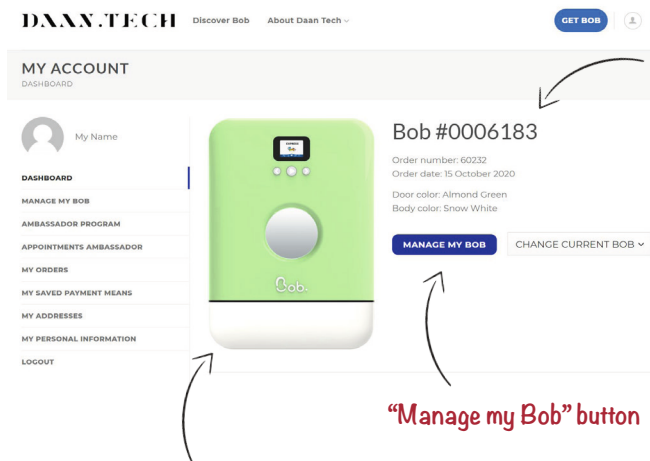 DAAN.TECH Discover Bob About Daan Tech GET BOB
MY ACCOUNT
DASHBOARD
My Name
DASHBOARD
MANAGE MY BOB
AMBASSADOR PROGRAM
APPOINTMENTS AMBASSADOR
MY ORDERS
MY SAVED PAYMENT MEANS
MY ADDRESSES
MY PERSONAL INFORMATION
LOGOUT
Bob.
Bob #0006183
Order number: 60232
Order date: 15 October 2020
Door color: Almond Green
Body color: Snow White
MANAGE MY BOB CHANGE CURRENT BOB
“Manage my Bob” button